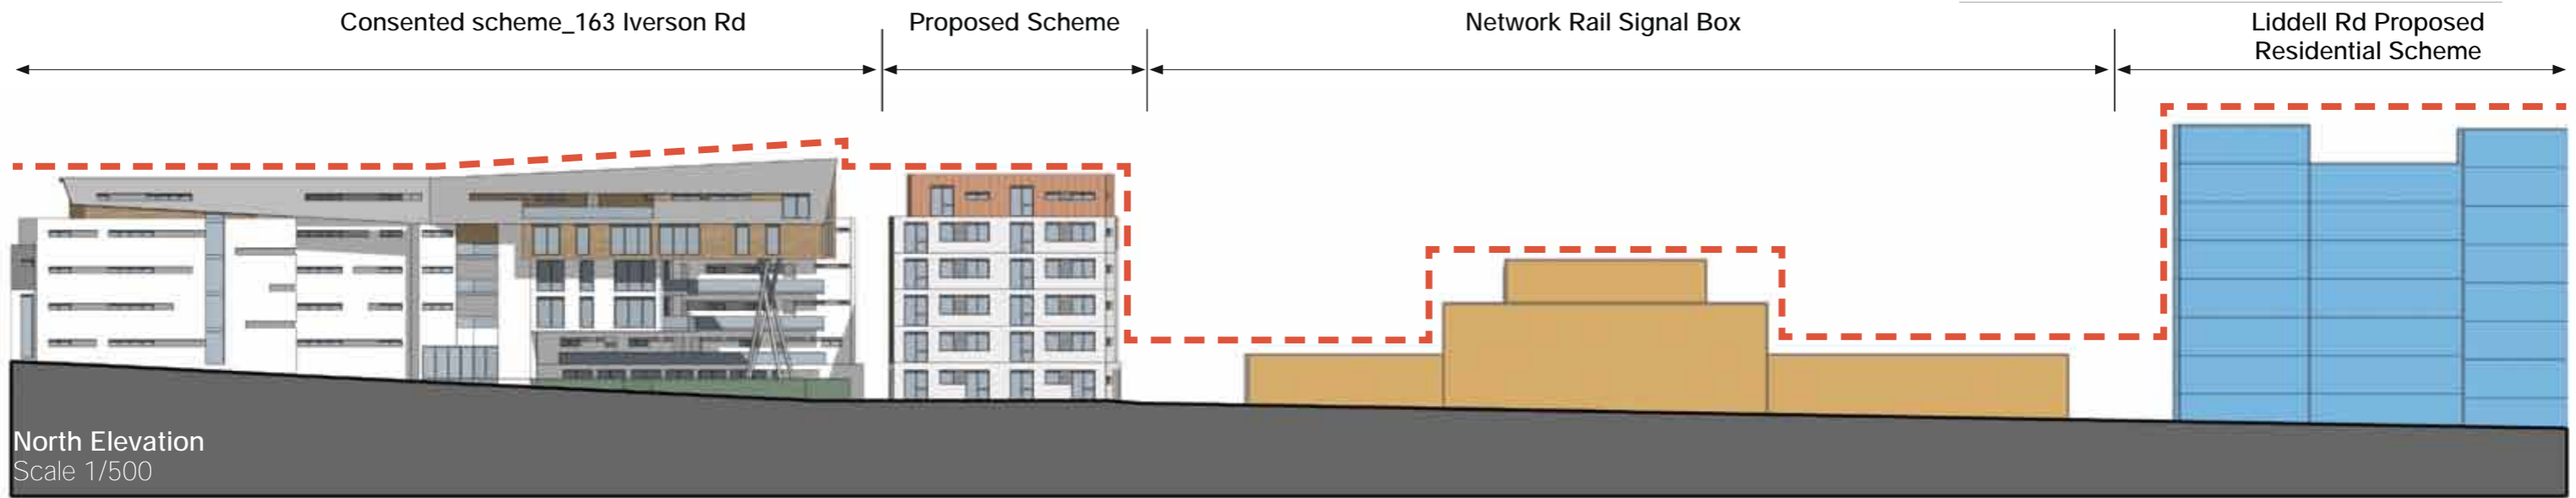 Consented scheme_163 Iverson Rd
Proposed Scheme
Network Rail Signal Box
Liddell Rd Proposed
Residential Scheme
North Elevation
Scale 1/500